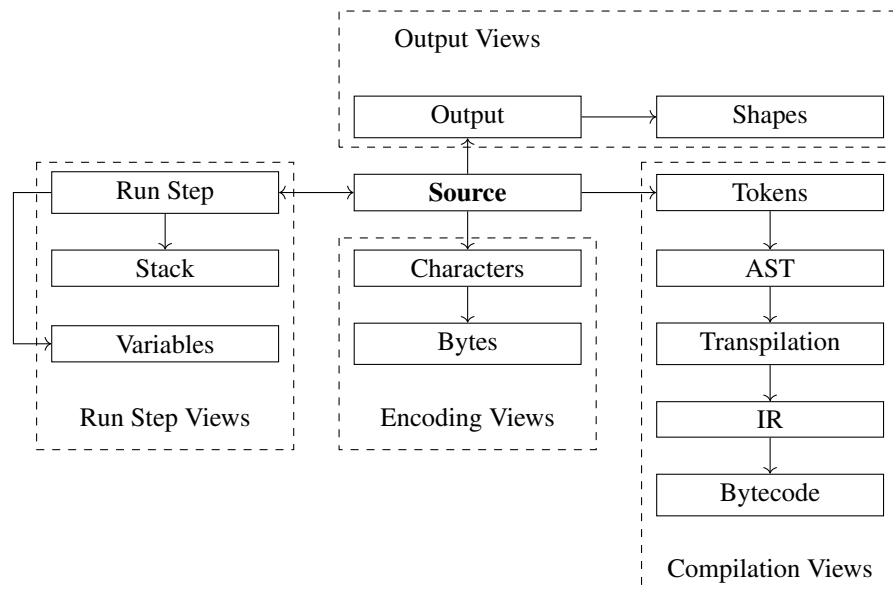 Output Views
Output
Shapes
Run Step
Source
Tokens
Stack
Characters
AST
Variables
Bytes
Transpilation
Run Step Views
Encoding Views
IR
Bytecode
Compilation Views